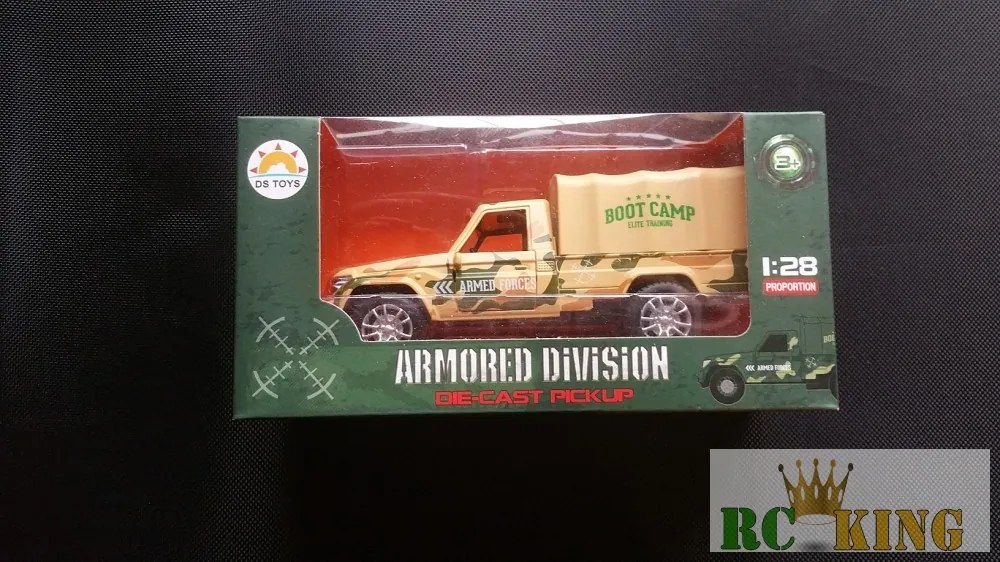 DS TOYS
3+
BOOT CAMP
ELITE TRAINING
ARMED FORCES
1:28
PROPORTION
ARMORED DIVISION
DIE-CAST PICKUP
ARMED FORCES
RC KING